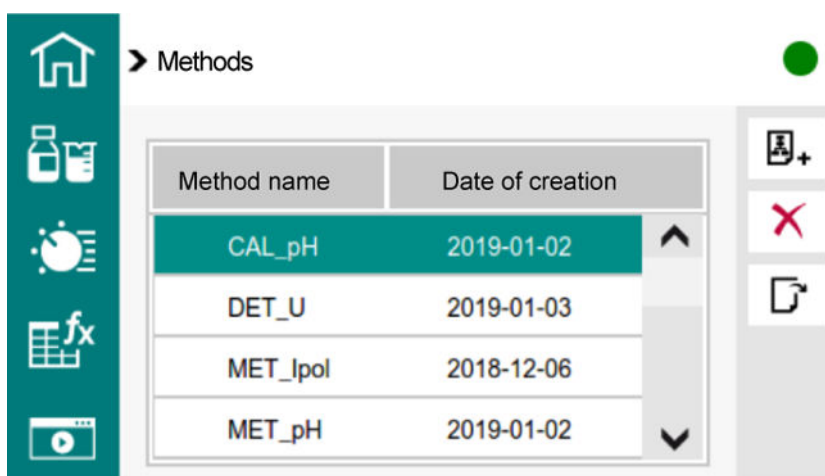 Methods
Method name Date of creation
CAL_pH 2019-01-02
DET_U 2019-01-03
MET_Ipol 2018-12-06
MET_pH 2019-01-02
fx